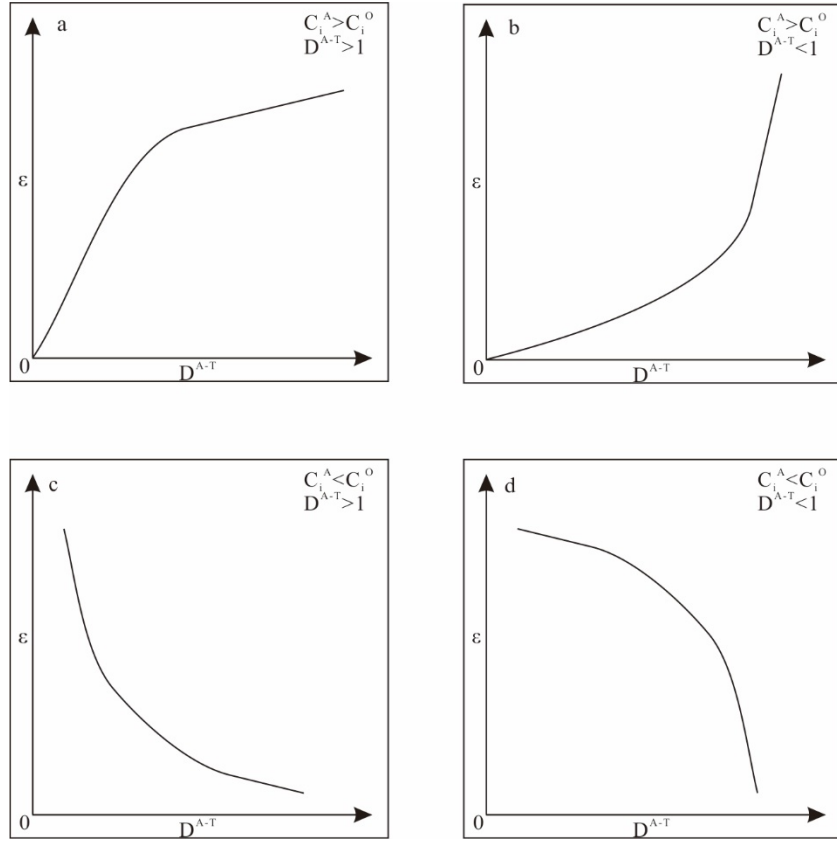 a
C_i^A>C_i^O
D^A-T>1
ε
0
D^A-T
b
C_i^A>C_i^O
D^A-T<1
ε
0
D^A-T
c
C_i^A<C_i^O
D^A-T>1
ε
0
D^A-T
d
C_i^A<C_i^O
D^A-T<1
ε
0
D^A-T